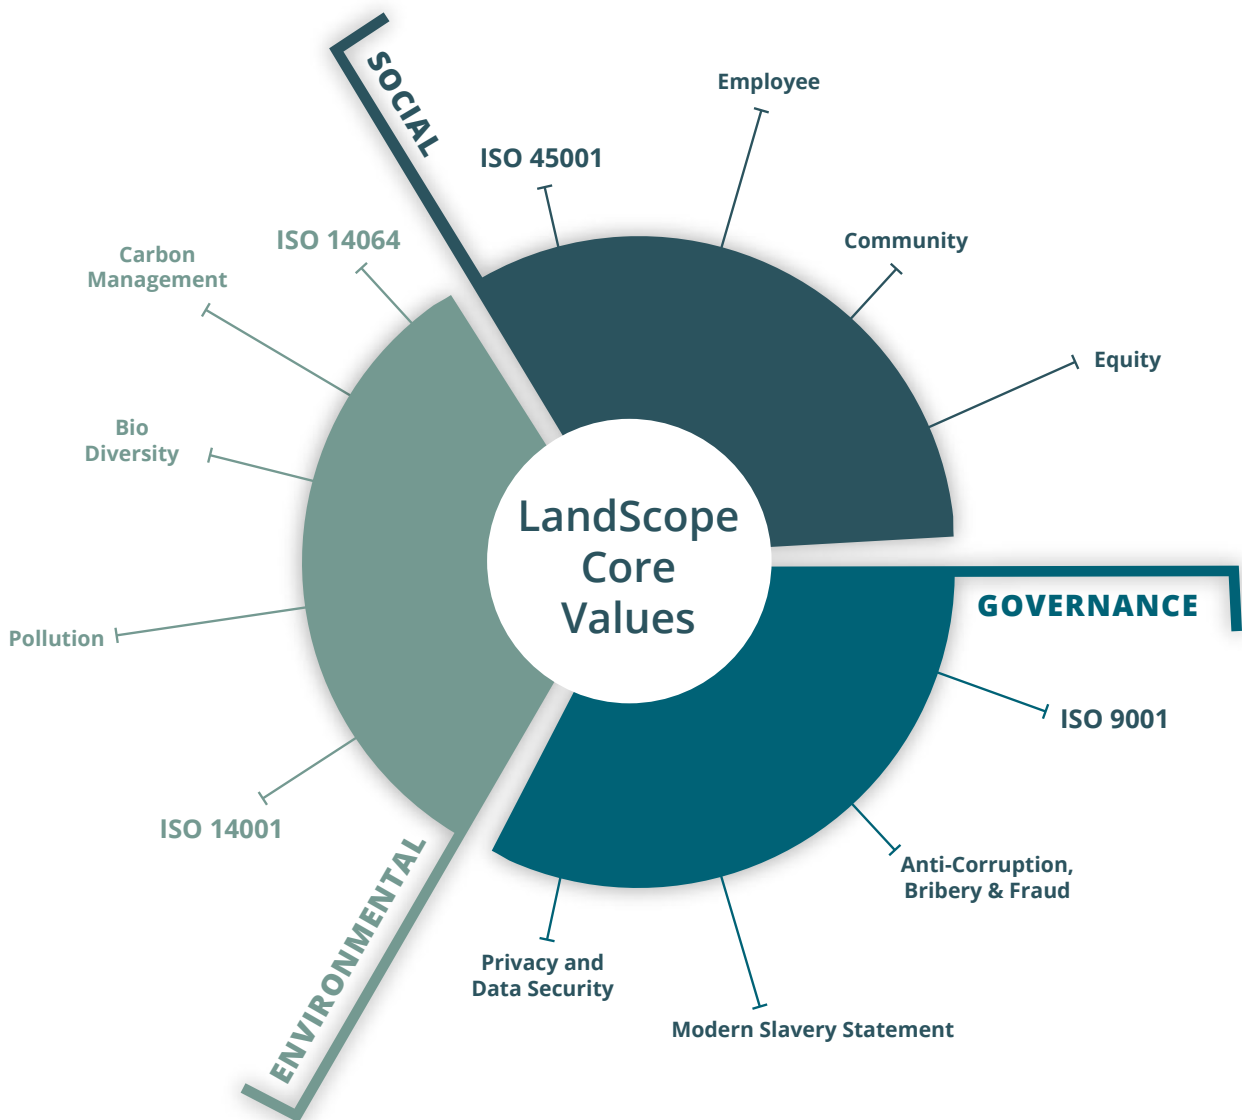 SOCIAL
Employee
ISO 45001
ISO 14064
Community
Carbon
Management
Equity
Bio
Diversity
LandScope
Core
Values
GOVERNANCE
Pollution
ISO 9001
ISO 14001
ENVIRONMENTAL
Anti-Corruption,
Bribery & Fraud
Privacy and
Data Security
Modern Slavery Statement